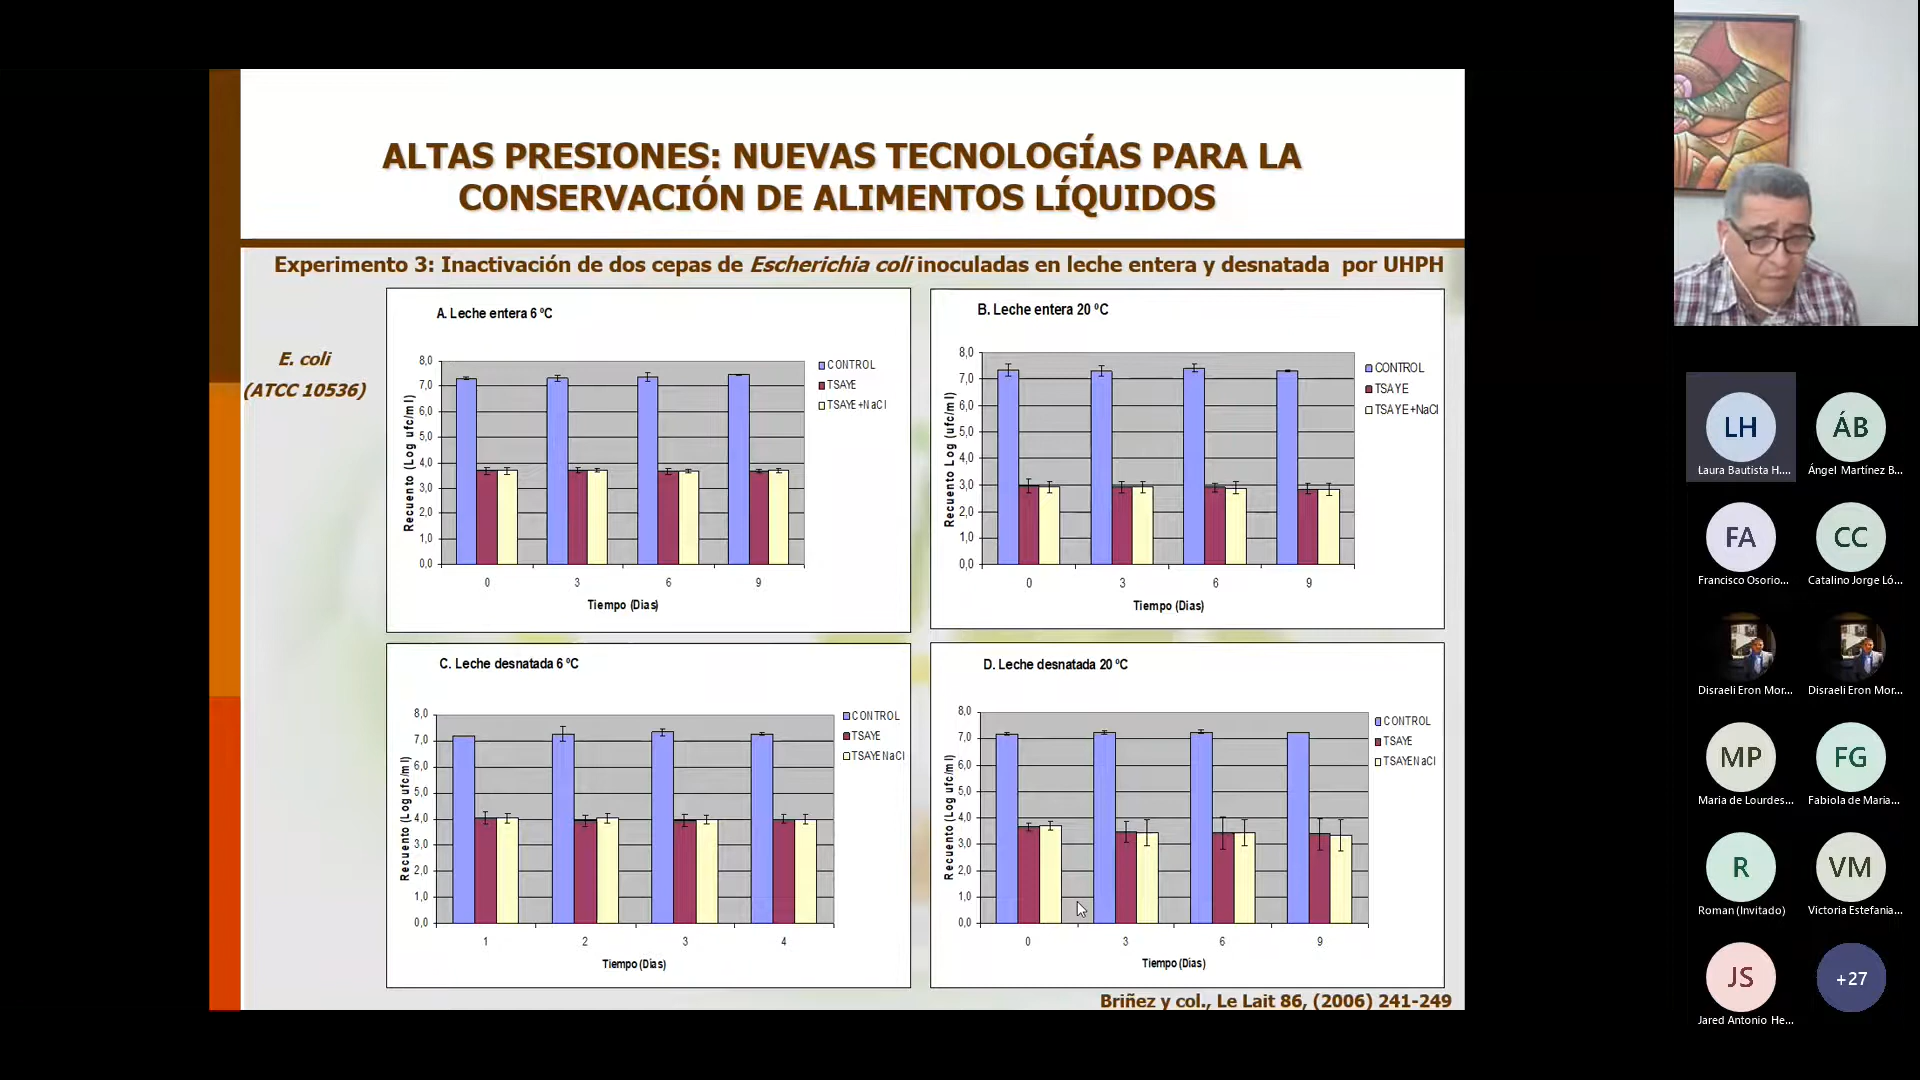 ALTAS PRESIONES: NUEVAS TECNOLOGÍAS PARA LA
CONSERVACIÓN DE ALIMENTOS LÍQUIDOS
Experimento 3: Inactivación de dos cepas de Escherichia coli inoculadas en leche entera y desnatada por UHPH
E. coli
(ATCC 10536)
A. Leche entera 6 ºC
Recuento (Log ufc/ml)
8,0
7,0
6,0
5,0
4,0
3,0
2,0
1,0
0,0
0 3 6 9
Tiempo (Dias)
CONTROL
TSAYE
TSAYE+NaCl
B. Leche entera 20 ºC
Recuento Log (ufc/ml)
8,0
7,0
6,0
5,0
4,0
3,0
2,0
1,0
0,0
0 3 6 9
Tiempo (Dias)
CONTROL
TSAYE
TSAYE+NaCl
C. Leche desnatada 6 ºC
Recuento (Log ufc/ml)
8,0
7,0
6,0
5,0
4,0
3,0
2,0
1,0
0,0
1 2 3 4
Tiempo (Dias)
CONTROL
TSAYE
TSAYENaCl
D. Leche desnatada 20 ºC
Recuento (Log ufc/ml)
8,0
7,0
6,0
5,0
4,0
3,0
2,0
1,0
0,0
0 3 6 9
Tiempo (Dias)
CONTROL
TSAYE
TSAYENaCl
Briñez y col., Le Lait 86, (2006) 241-249
LH ÁB
Laura Bautista H.... Ángel Martínez B...
FA CC
Francisco Osorio... Catalino Jorge Ló...
Disraeli Eron Mor... Disraeli Eron Mor...
MP FG
Maria de Lourdes... Fabiola de Maria...
R VM
Roman (Invitado) Victoria Estefania...
JS +27
Jared Antonio He...